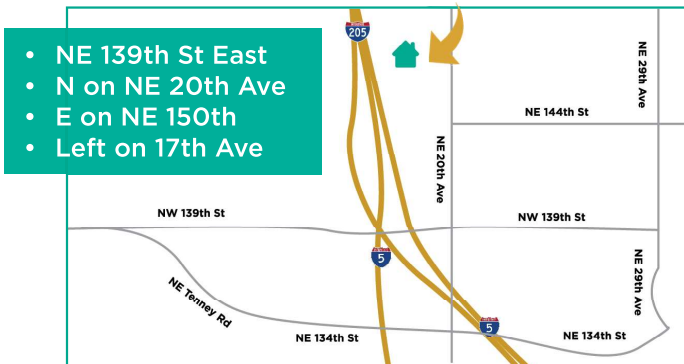 • NE 139th St East
• N on NE 20th Ave
• E on NE 150th
• Left on 17th Ave
205
NE 29th Ave
NE 144th St
NE 20th Ave
NW 139th St
NW 139th St
5
NE 29th Ave
NE Tenney Rd
5
NE 134th St
NE 134th St